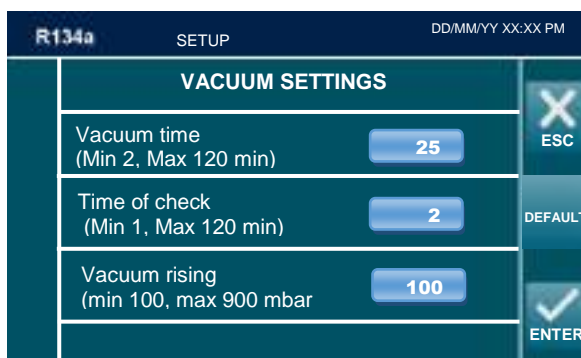 R134a SETUP DD/MM/YY XX:XX PM
VACUUM SETTINGS
Vacuum time
(Min 2, Max 120 min)
25
ESC
Time of check
(Min 1, Max 120 min)
2
DEFAULT
Vacuum rising
(min 100, max 900 mbar
100
ENTER